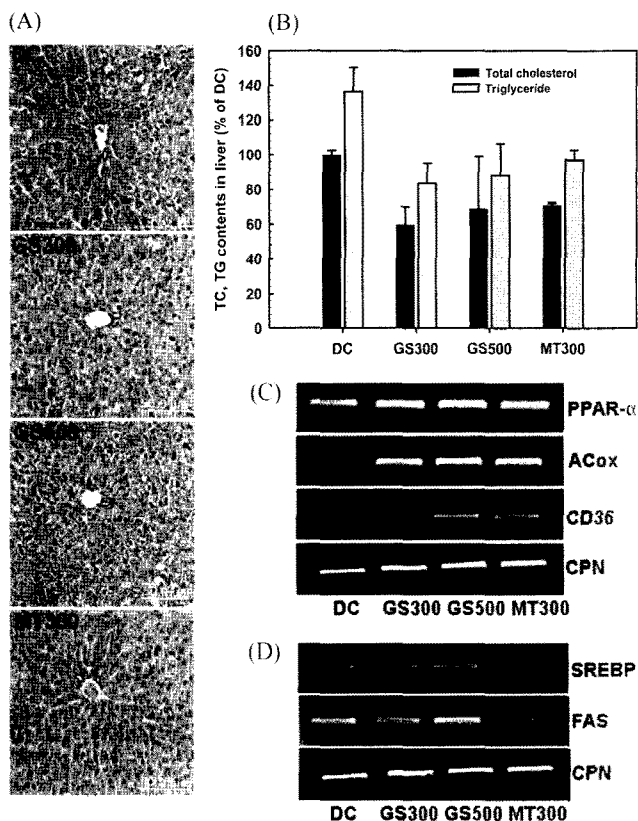 (A)
(B)
TC, TG contents in liver (% of DC)
160
140
120
100
80
60
40
20
0
Total cholesterol
Triglyceride
DC GS300 GS500 MT300
(C)
PPAR-α
ACox
CD36
CPN
DC GS300 GS500 MT300
(D)
SREBP
FAS
CPN
DC GS300 GS500 MT300
GS300
MT300